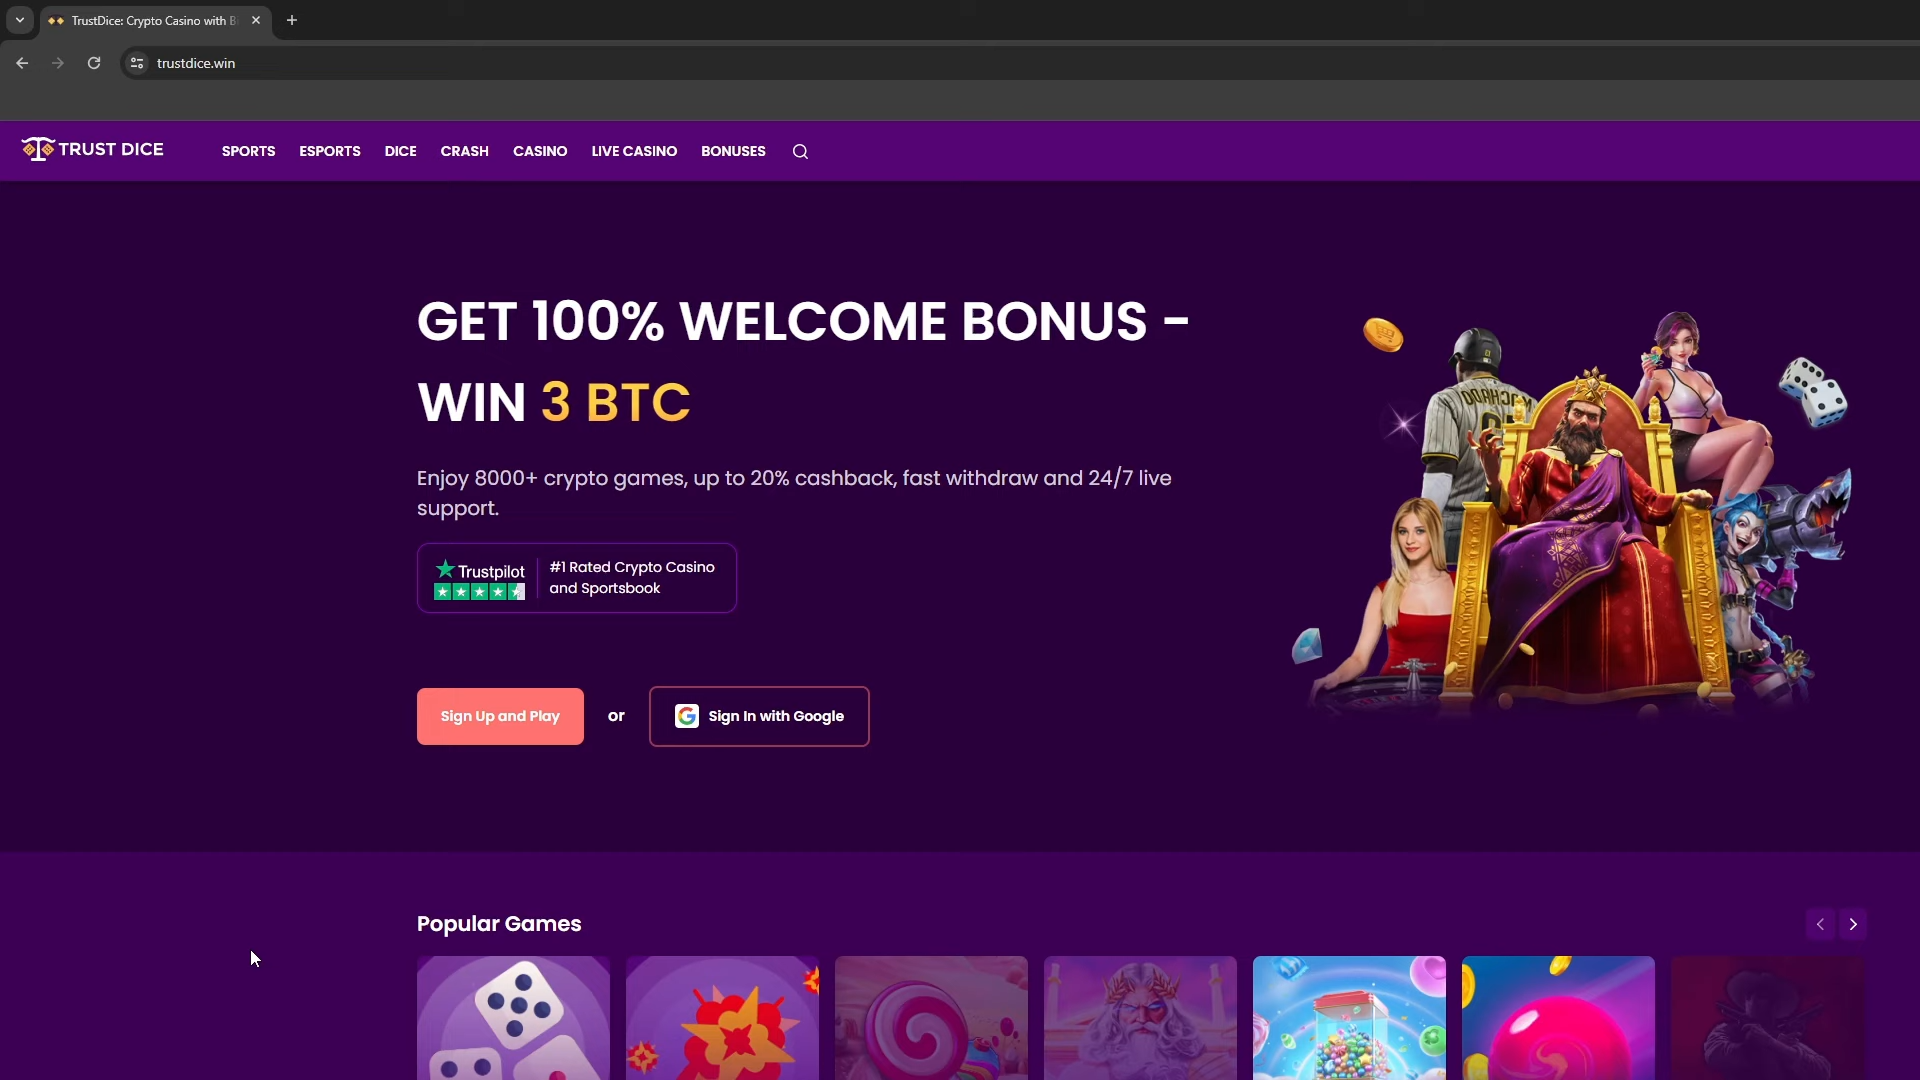 TrustDice: Crypto Casino with B
trustdice.win
TRUST DICE
SPORTS
ESPORTS
DICE
CRASH
CASINO
LIVE CASINO
BONUSES
GET 100% WELCOME BONUS -
WIN 3 BTC
Enjoy 8000+ crypto games, up to 20% cashback, fast withdraw and 24/7 live
support.
Trustpilot
#1 Rated Crypto Casino
and Sportsbook
Sign Up and Play
or
Sign In with Google
Popular Games